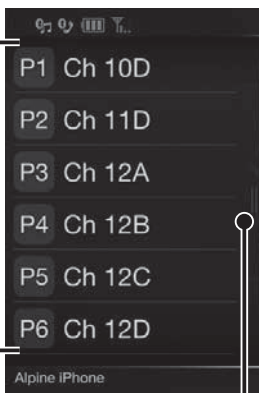 P1 Ch 10D
P2 Ch 11D
P3 Ch 12A
P4 Ch 12B
P5 Ch 12C
P6 Ch 12D
Alpine iPhone